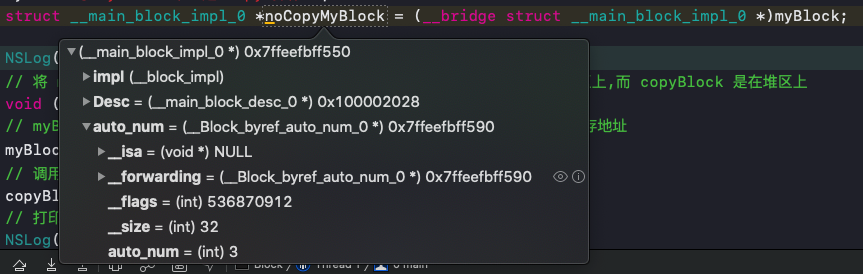 struct __main_block_impl_0 *noCopyMyBlock = (__bridge struct __main_block_impl_0 *)myBlock;
(__main_block_impl_0 *) 0x7ffeefbff550
NSLog(
impl (__block_impl)
// 将 上,而 copyBlock 是在堆区上
Desc = (__main_block_desc_0 *) 0x100002028
void (
auto_num = (__Block_byref_auto_num_0 *) 0x7ffeefbff590
// myB 存地址
__isa = (void *) NULL
myBloc
__forwarding = (__Block_byref_auto_num_0 *) 0x7ffeefbff590
// 调用
__flags = (int) 536870912
copyBl
__size = (int) 32
// 打印
auto_num = (int) 3
NSLog(
Block / Thread 1 / 0 main